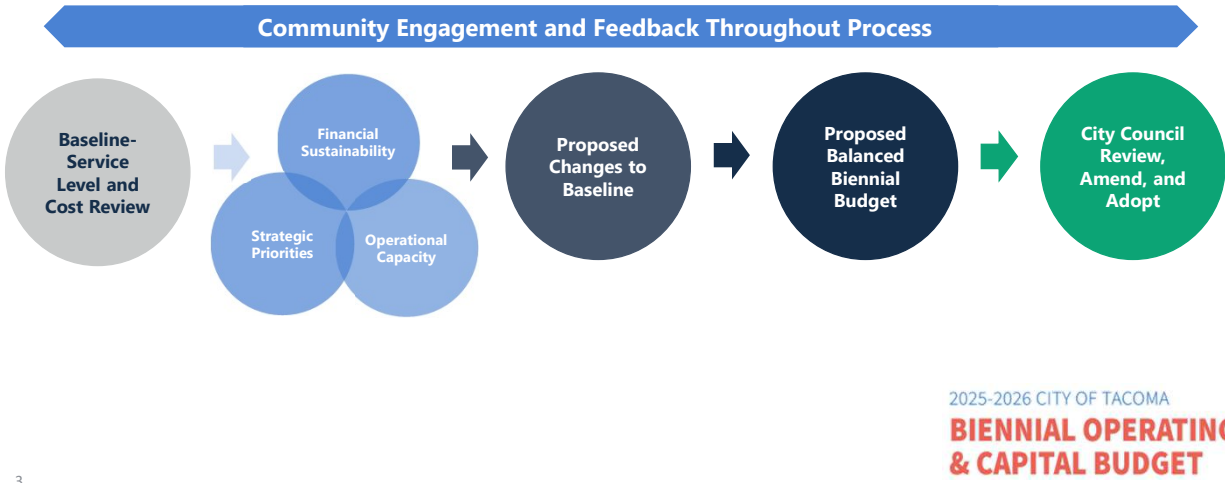 Community Engagement and Feedback Throughout Process
Baseline-
Service
Level and
Cost Review
Financial
Sustainability
Strategic
Priorities
Operational
Capacity
Proposed
Changes to
Baseline
Proposed
Balanced
Biennial
Budget
City Council
Review,
Amend, and
Adopt
2025-2026 CITY OF TACOMA
BIENNIAL OPERATING
& CAPITAL BUDGET
3